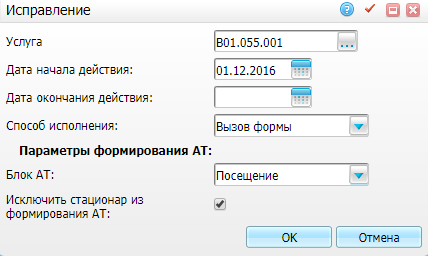 Исправление
Услуга B01.055.001 ...
Дата начала действия: 01.12.2016
Дата окончания действия:
Способ исполнения: Вызов формы
Параметры формирования АТ:
Блок АТ: Посещение
Исключить стационар из
формирования АТ:
OK Отмена